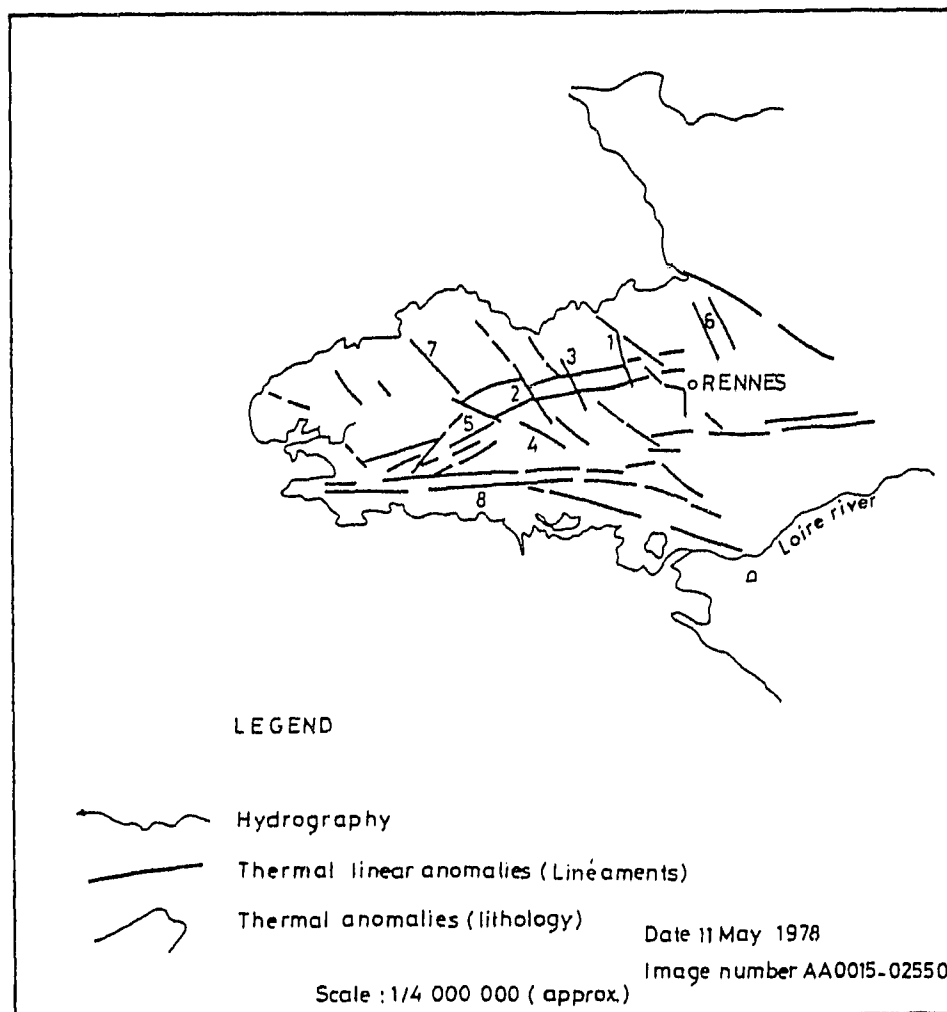 6
1
7
3
RENNES
2
5
4
8
Loire river
LEGEND
Hydrography
Thermal linear anomalies (Linéaments)
Thermal anomalies (lithology)
Date 11 May 1978
Image number AA0015-02550
Scale : 1/4 000 000 ( approx.)